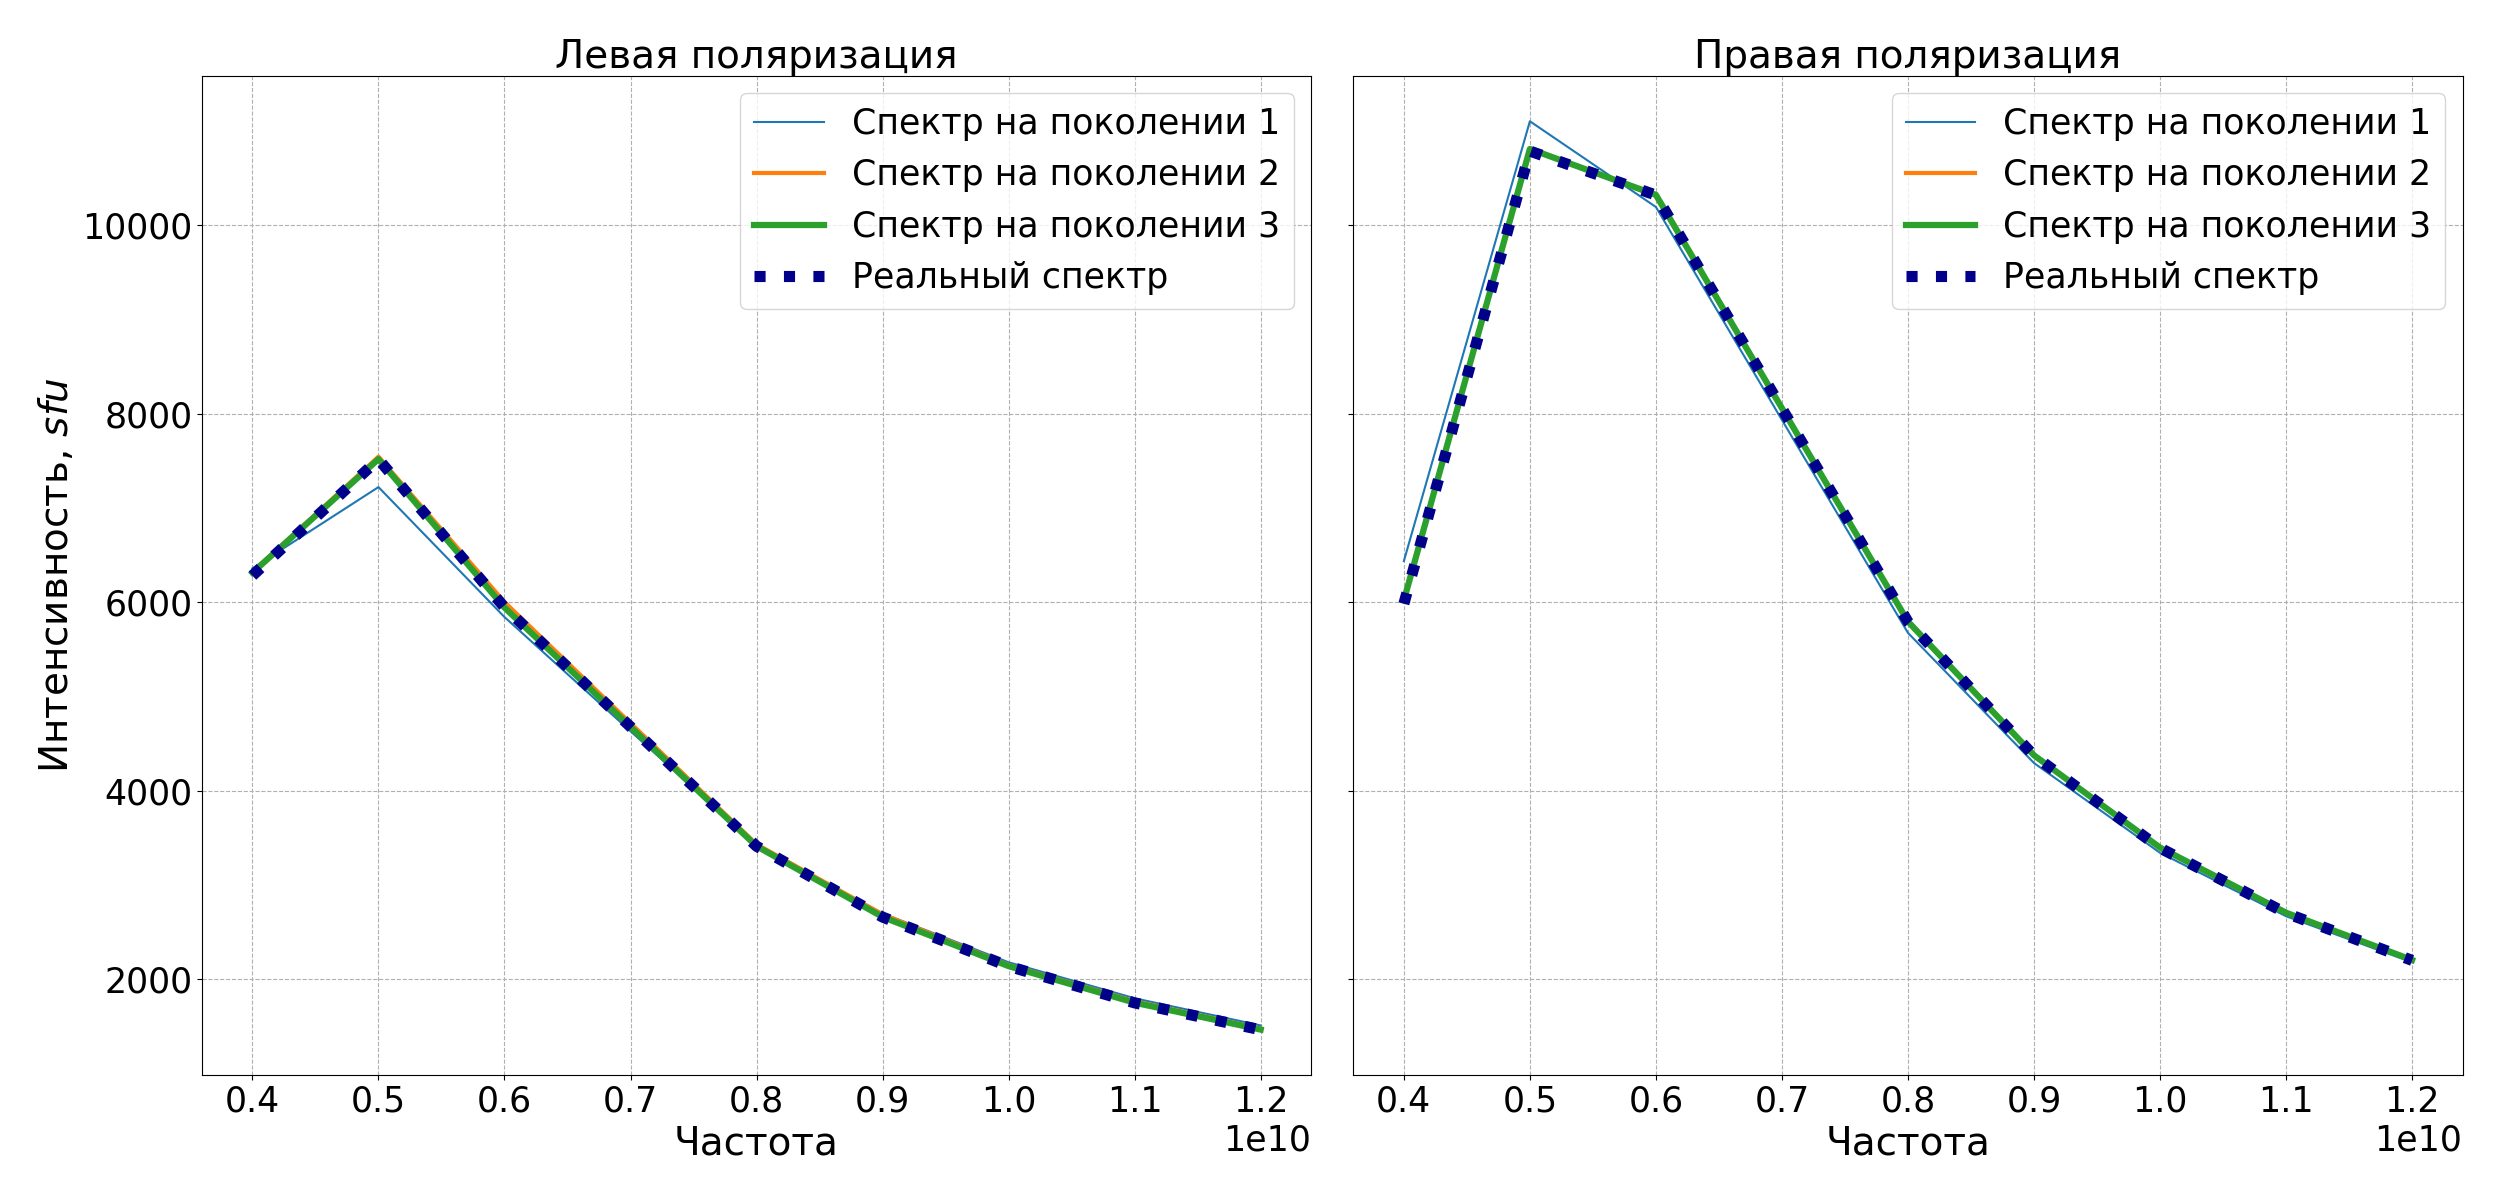 Левая поляризация
Спектр на поколении 1
Спектр на поколении 2
Спектр на поколении 3
Реальный спектр
Интенсивность, sfu
10000
8000
6000
4000
2000
0.4 0.5 0.6 0.7 0.8 0.9 1.0 1.1 1.2
Частота
1e10
Правая поляризация
Спектр на поколении 1
Спектр на поколении 2
Спектр на поколении 3
Реальный спектр
0.4 0.5 0.6 0.7 0.8 0.9 1.0 1.1 1.2
Частота
1e10